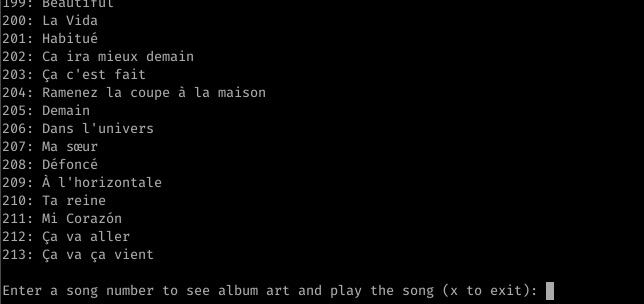 199: Beautiful
200: La Vida
201: Habitué
202: Ca ira mieux demain
203: Ça c'est fait
204: Ramenez la coupe à la maison
205: Demain
206: Dans l'univers
207: Ma sœur
208: Défoncé
209: À l'horizontale
210: Ta reine
211: Mi Corazón
212: Ça va aller
213: Ça va ça vient
Enter a song number to see album art and play the song (x to exit):